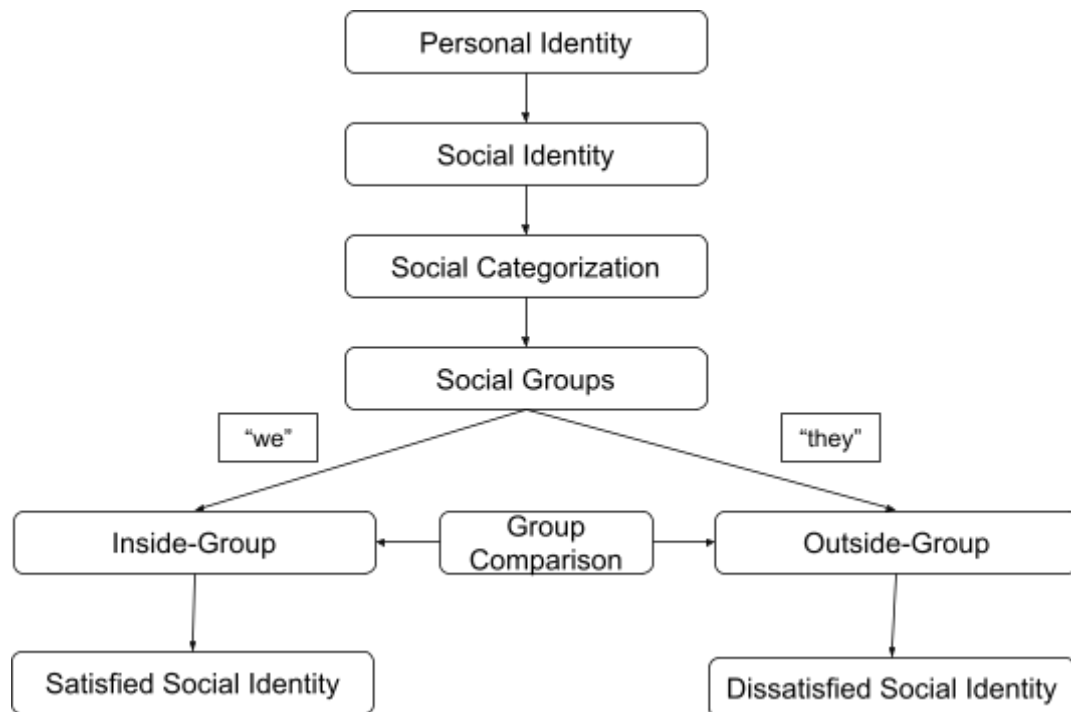 Personal Identity
Social Identity
Social Categorization
Social Groups
“we”
“they”
Inside-Group
Group
Comparison
Outside-Group
Satisfied Social Identity
Dissatisfied Social Identity